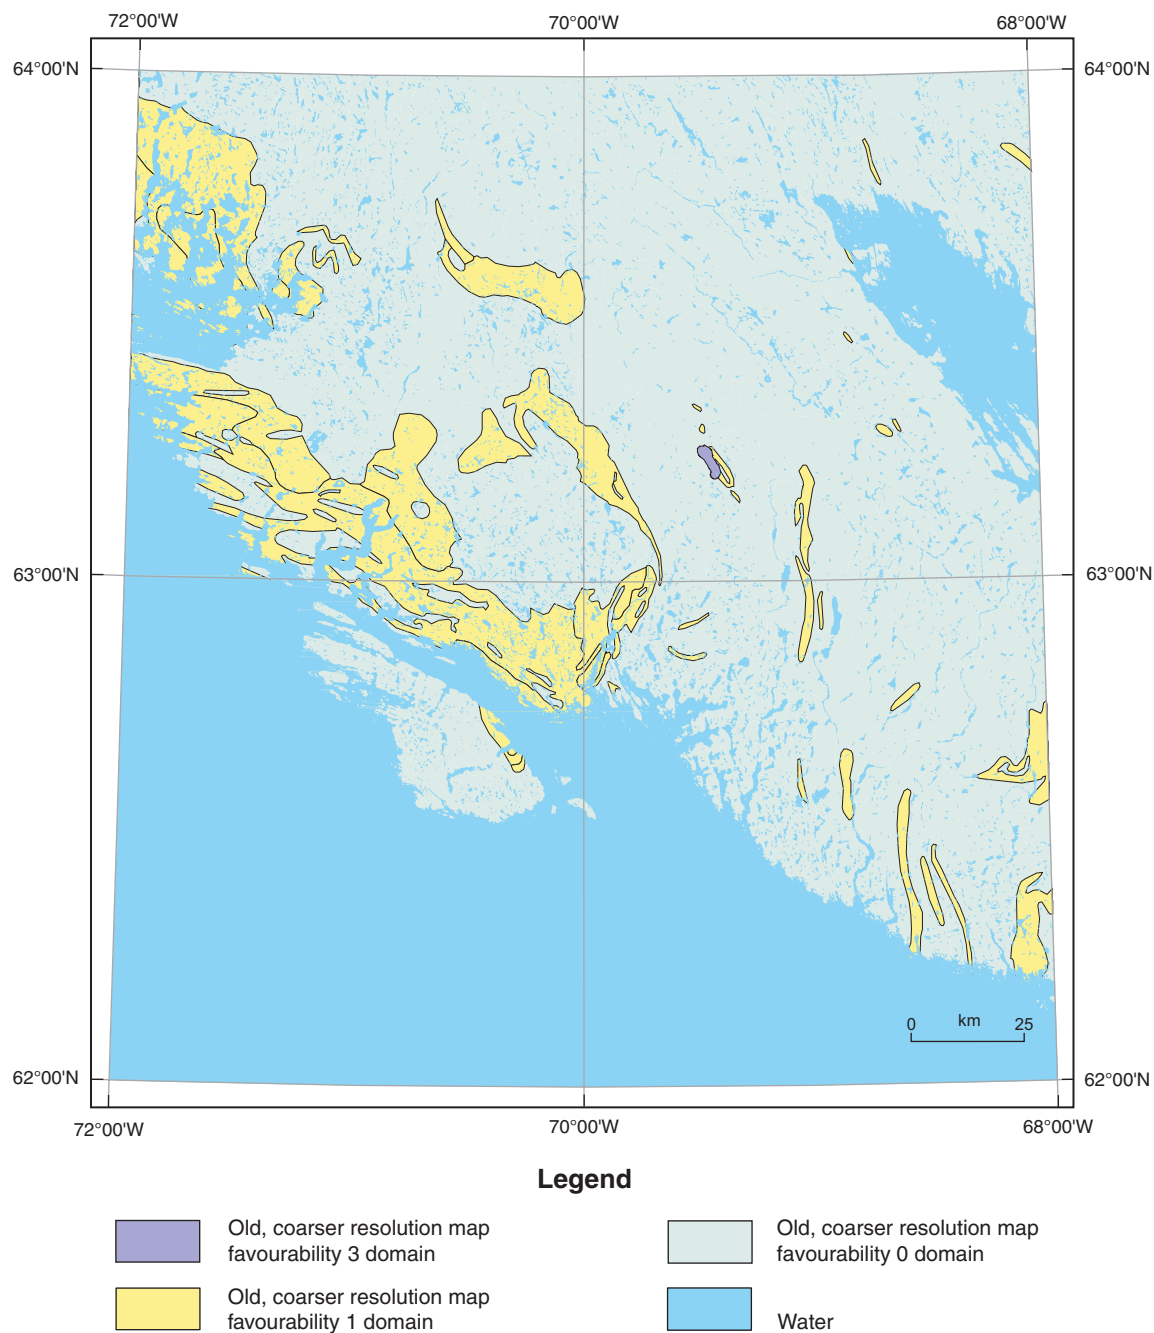 72°00'W 70°00'W 68°00'W
64°00'N 64°00'N
63°00'N 63°00'N
0 km 25
62°00'N 62°00'N
72°00'W 70°00'W 68°00'W
Legend
Old, coarser resolution map
favourability 3 domain
Old, coarser resolution map
favourability 0 domain
Old, coarser resolution map
favourability 1 domain
Water